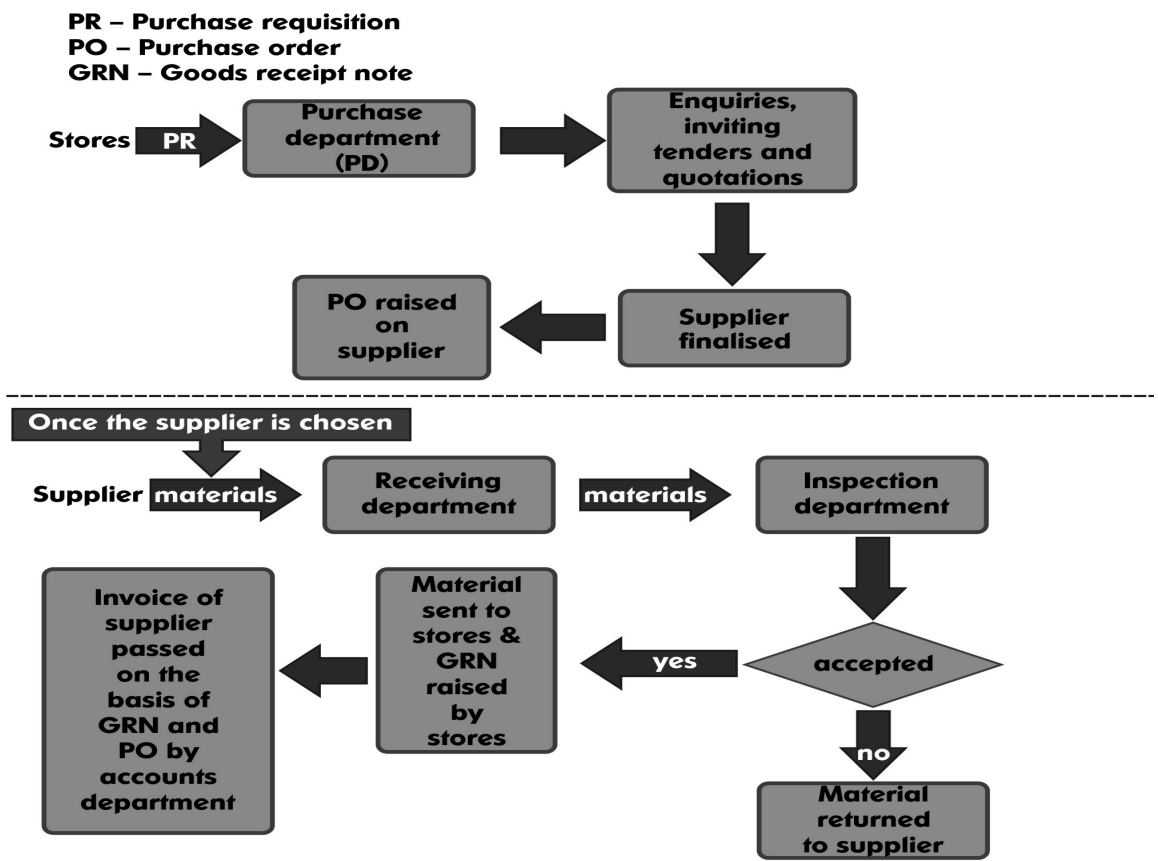 PR – Purchase requisition
PO – Purchase order
GRN – Goods receipt note
Stores
PR
Purchase
department
(PD)
Enquiries,
inviting
tenders and
quotations
Supplier
finalised
PO raised
on
supplier
Once the supplier is chosen
Supplier
materials
Receiving
department
materials
Inspection
department
accepted
yes
no
Material
returned
to supplier
Material
sent to
stores &
GRN
raised
by
stores
Invoice of
supplier
passed
on the
basis of
GRN and
PO by
accounts
department